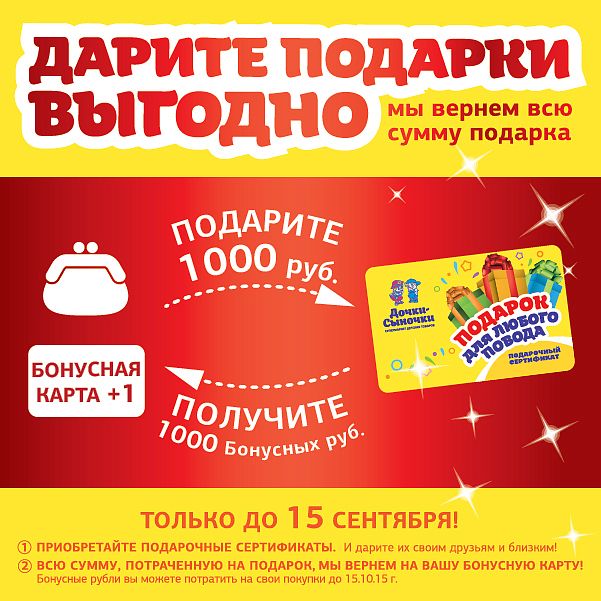 ДАРИТЕ ПОДАРКИ
ВЫГОДНО
мы вернем всю
сумму подарка
ПОДАРИТЕ
1000 руб.
Дочки-
Сыночки
ПОДАРОК
ДЛЯ ЛЮБОГО
ПОВОДА
ПОДАРОЧНЫЙ
СЕРТИФИКАТ
БОНУСНАЯ
КАРТА +1
ПОЛУЧИТЕ
1000 Бонусных руб.
ТОЛЬКО ДО 15 СЕНТЯБРЯ!
1 ПРИОБРЕТАЙТЕ ПОДАРОЧНЫЕ СЕРТИФИКАТЫ. И дарите их своим друзьям и близким!
2 ВСЮ СУММУ, ПОТРАЧЕННУЮ НА ПОДАРОК, МЫ ВЕРНЕМ НА ВАШУ БОНУСНУЮ КАРТУ!
Бонусные рубли вы можете потратить на свои покупки до 15.10.15 г.